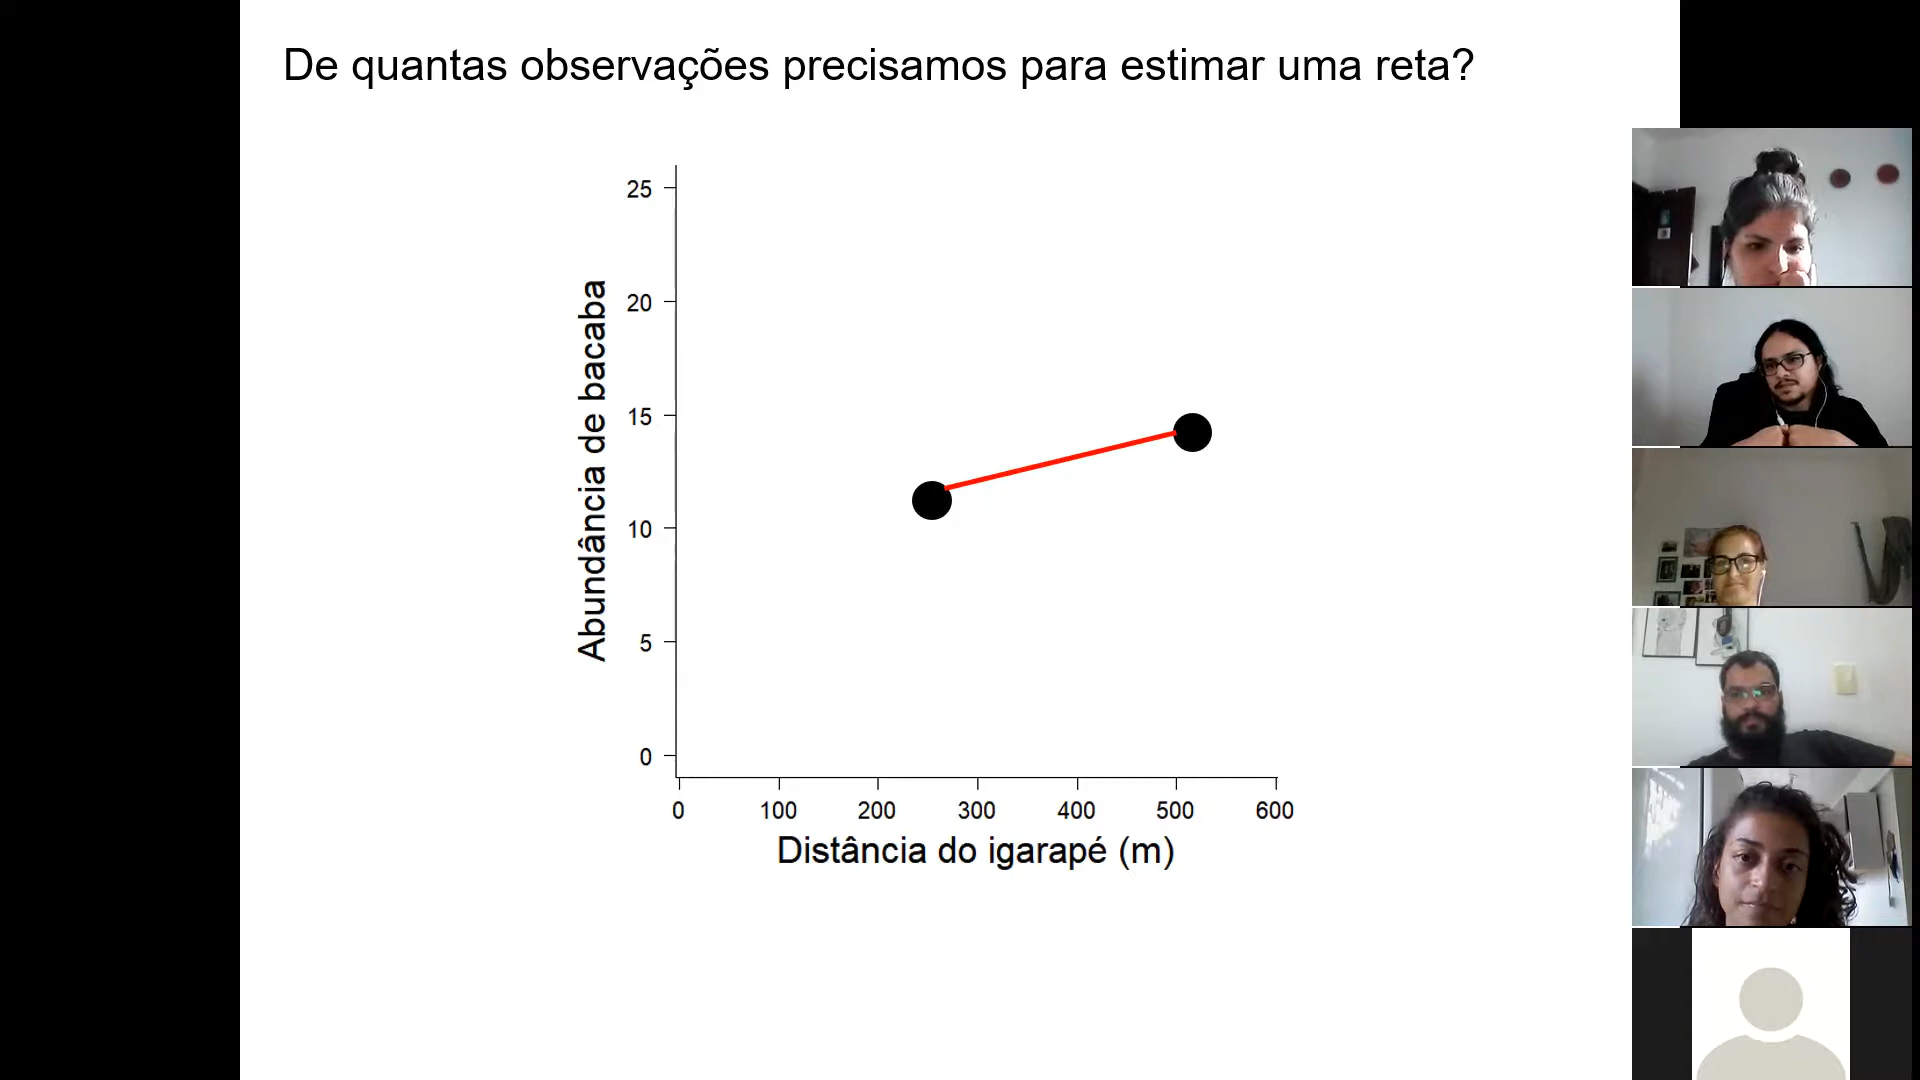 De quantas observações precisamos para estimar uma reta?
Abundância de bacaba
25
20
15
10
5
0
0 100 200 300 400 500 600
Distância do igarapé (m)